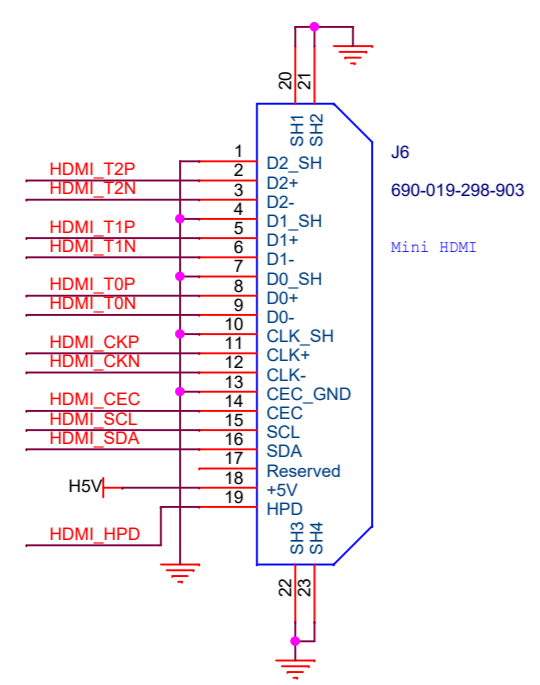 20
21
SH1
SH2
J6
690-019-298-903
Mini HDMI
1 D2_SH
HDMI_T2P 2 D2+
HDMI_T2N 3 D2-
4 D1_SH
HDMI_T1P 5 D1+
HDMI_T1N 6 D1-
7 D0_SH
HDMI_T0P 8 D0+
HDMI_T0N 9 D0-
10 CLK_SH
HDMI_CKP 11 CLK+
HDMI_CKN 12 CLK-
13 CEC_GND
HDMI_CEC 14 CEC
HDMI_SCL 15 SCL
HDMI_SDA 16 SDA
17 Reserved
H5V 18 +5V
19 HPD
HDMI_HPD
SH3
SH4
22
23